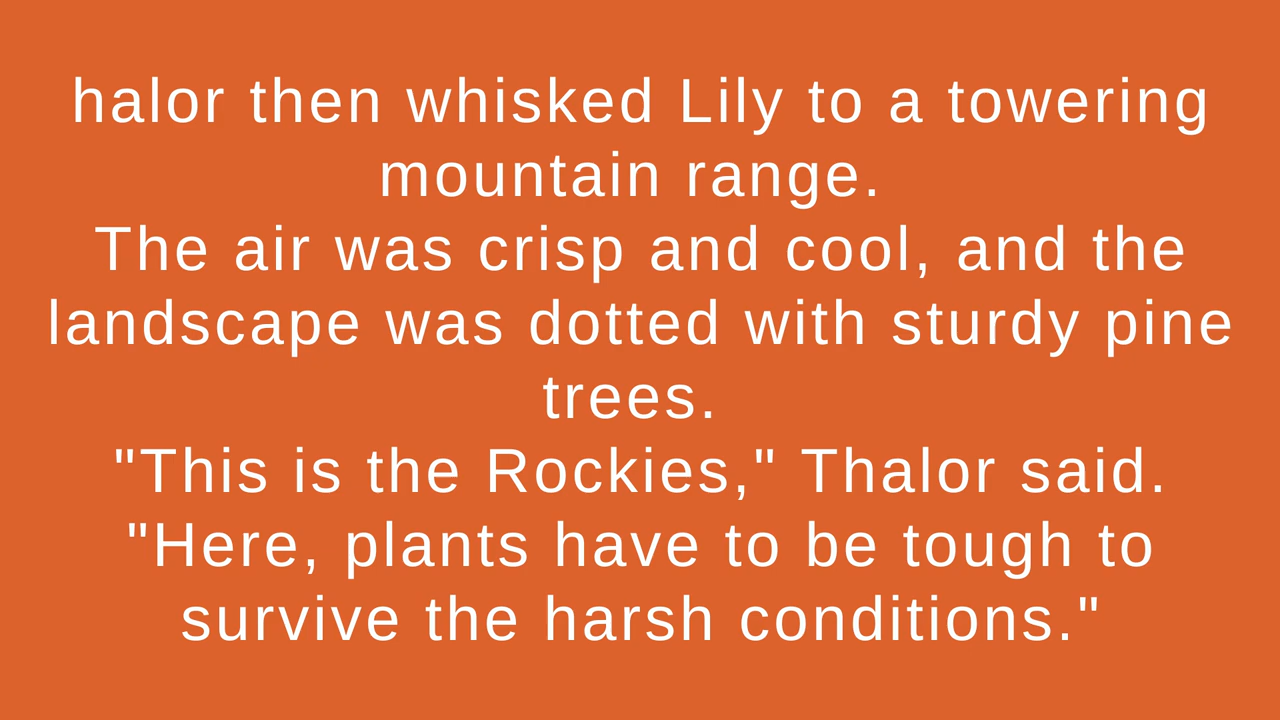 halor then whisked Lily to a towering
mountain range.
The air was crisp and cool, and the
landscape was dotted with sturdy pine
trees.
"This is the Rockies," Thalor said.
"Here, plants have to be tough to
survive the harsh conditions."